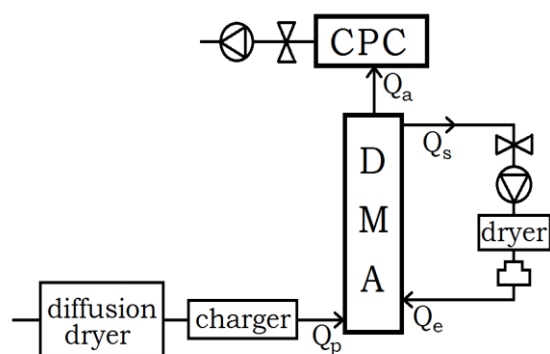 CPC
Qa
Qs
D
M
A
dryer
diffusion
dryer
charger
Qp
Qe